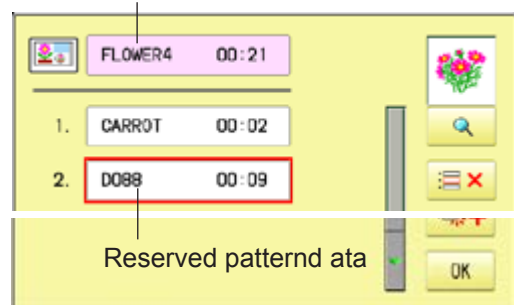 FLOWER4 00:21
1. CARROT 00:02
2. D088 00:09
Reserved patternd ata
OK